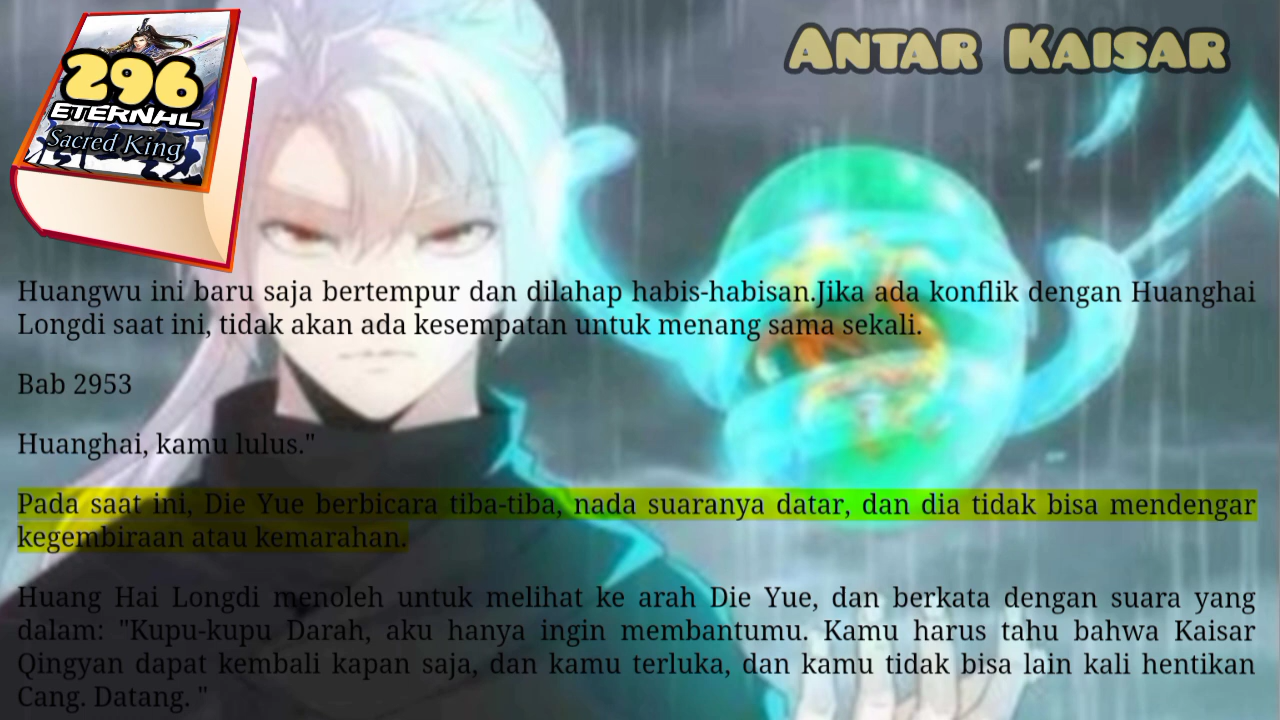 296
ETERNAL
Sacred King
ANTAR KAISAR
Huangwu ini baru saja bertempur dan dilahap habis-habisan.Jika ada konflik dengan Huanghai
Longdi saat ini, tidak akan ada kesempatan untuk menang sama sekali.
Bab 2953
Huanghai, kamu lulus."
Pada saat ini, Die Yue berbicara tiba-tiba, nada suaranya datar, dan dia tidak bisa mendengar
kegembiraan atau kemarahan.
Huang Hai Longdi menoleh untuk melihat ke arah Die Yue, dan berkata dengan suara yang
dalam: "Kupu-kupu Darah, aku hanya ingin membantumu. Kamu harus tahu bahwa Kaisar
Qingyan dapat kembali kapan saja, dan kamu terluka, dan kamu tidak bisa lain kali hentikan
Cang. Datang. "